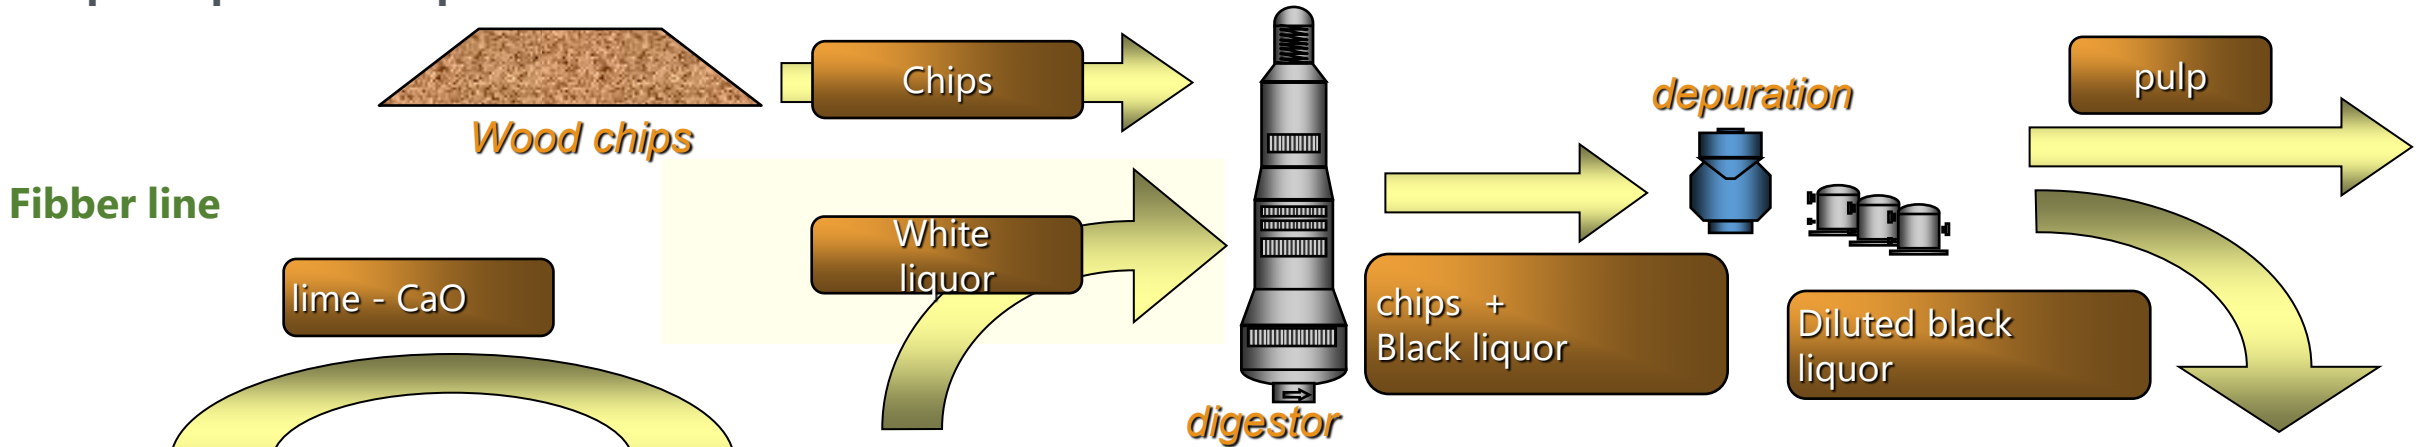 Chips
Wood chips
pulp
depuration
Fibber line
White
liquor
lime - CaO
chips +
Black liquor
Diluted black
liquor
digestor